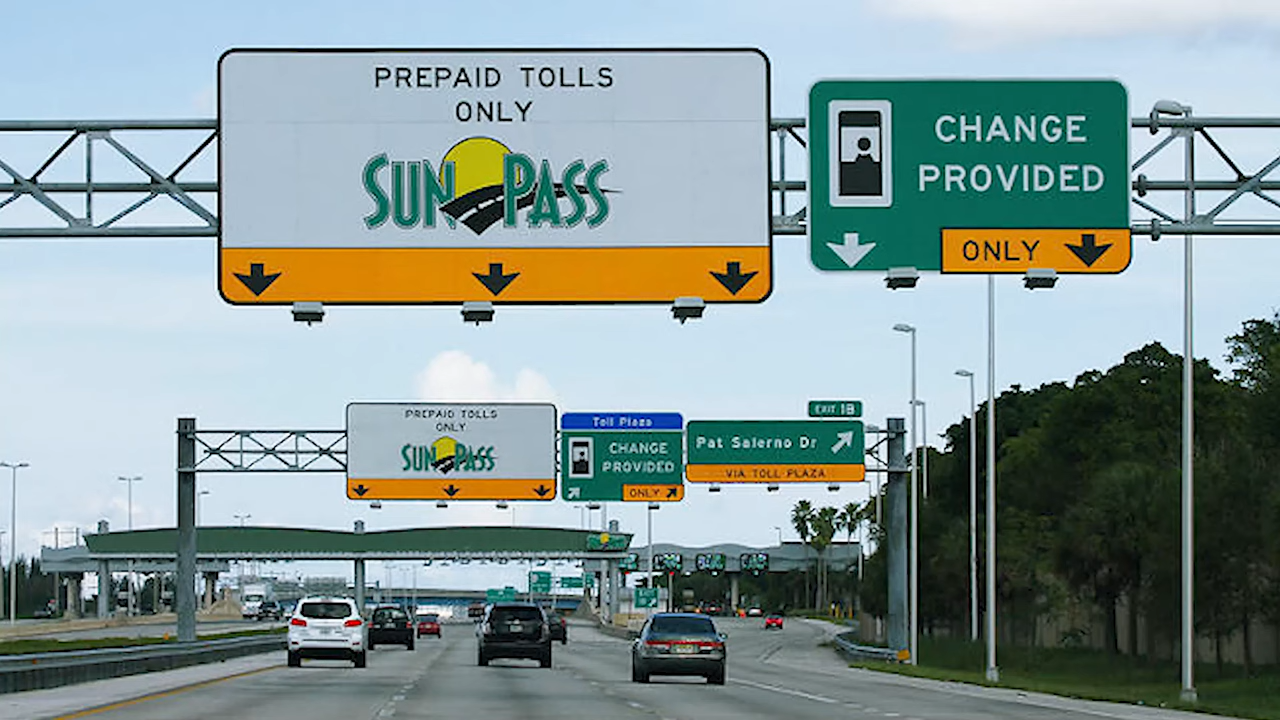 PREPAID TOLLS
ONLY
SUNPASS
CHANGE
PROVIDED
ONLY
PREPAID TOLLS
ONLY
SUNPASS
Toll Plaza
CHANGE
PROVIDED
ONLY
EXIT 1B
Pat Salerno Dr
VIA TOLL PLAZA